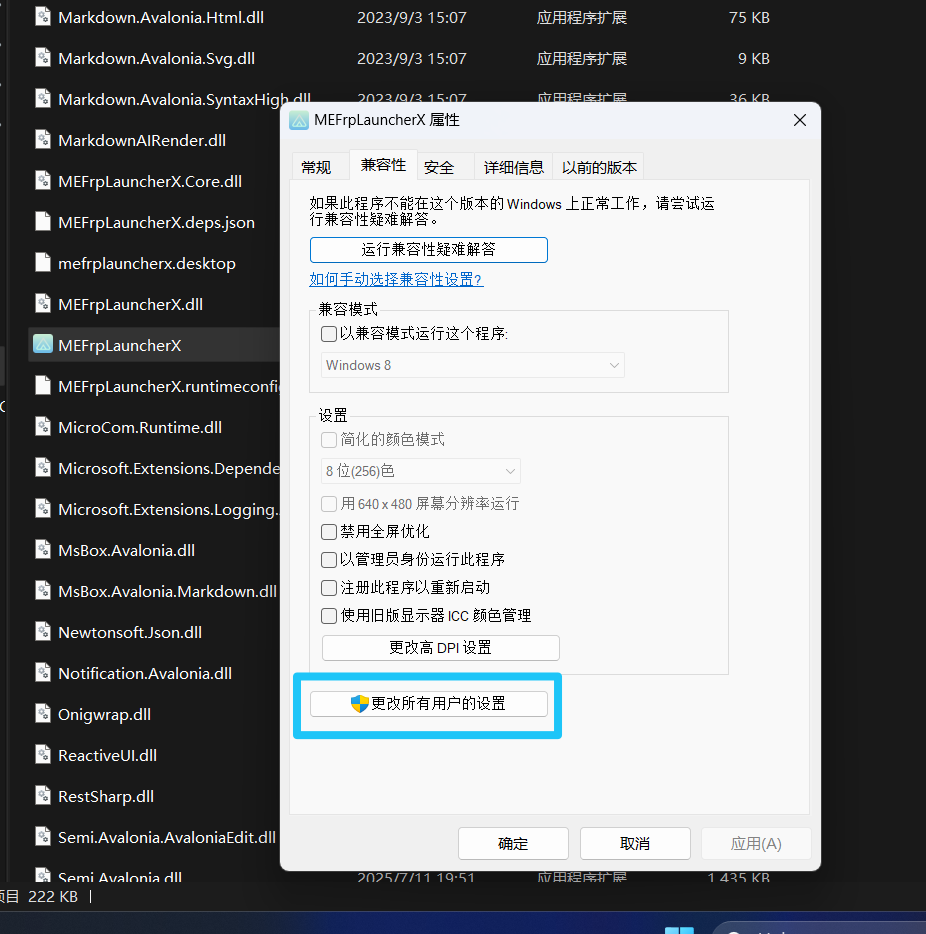 Markdown.Avalonia.Html.dll 2023/9/3 15:07 应用程序扩展 75 KB
Markdown.Avalonia.Svg.dll 2023/9/3 15:07 应用程序扩展 9 KB
Markdown.Avalonia.SyntaxHigh.dll 2023/9/3 15:07 应用程序扩展 36 KB
MarkdownAIRender.dll
MEFrpLauncherX.Core.dll
MEFrpLauncherX.deps.json
mefrplauncherx.desktop
MEFrpLauncherX.dll
MEFrpLauncherX
MEFrpLauncherX.runtimeconfi
MicroCom.Runtime.dll
Microsoft.Extensions.Depende
Microsoft.Extensions.Logging.
MsBox.Avalonia.dll
MsBox.Avalonia.Markdown.dll
Newtonsoft.Json.dll
Notification.Avalonia.dll
Onigwrap.dll
ReactiveUI.dll
RestSharp.dll
Semi.Avalonia.AvaloniaEdit.dll
Semi.Avalonia.dll 2025/7/11 19:51 应用程序扩展 1,435 KB
项目 222 KB
MEFrpLauncherX 属性
常规 兼容性 安全 详细信息 以前的版本
如果此程序不能在这个版本的 Windows 上正常工作，请尝试运
行兼容性疑难解答。
运行兼容性疑难解答
如何手动选择兼容性设置?
兼容模式
以兼容模式运行这个程序:
Windows 8
设置
简化的颜色模式
8 位(256)色
用 640 x 480 屏幕分辨率运行
禁用全屏优化
以管理员身份运行此程序
注册此程序以重新启动
使用旧版显示器 ICC 颜色管理
更改高 DPI 设置
更改所有用户的设置
确定 取消 应用(A)